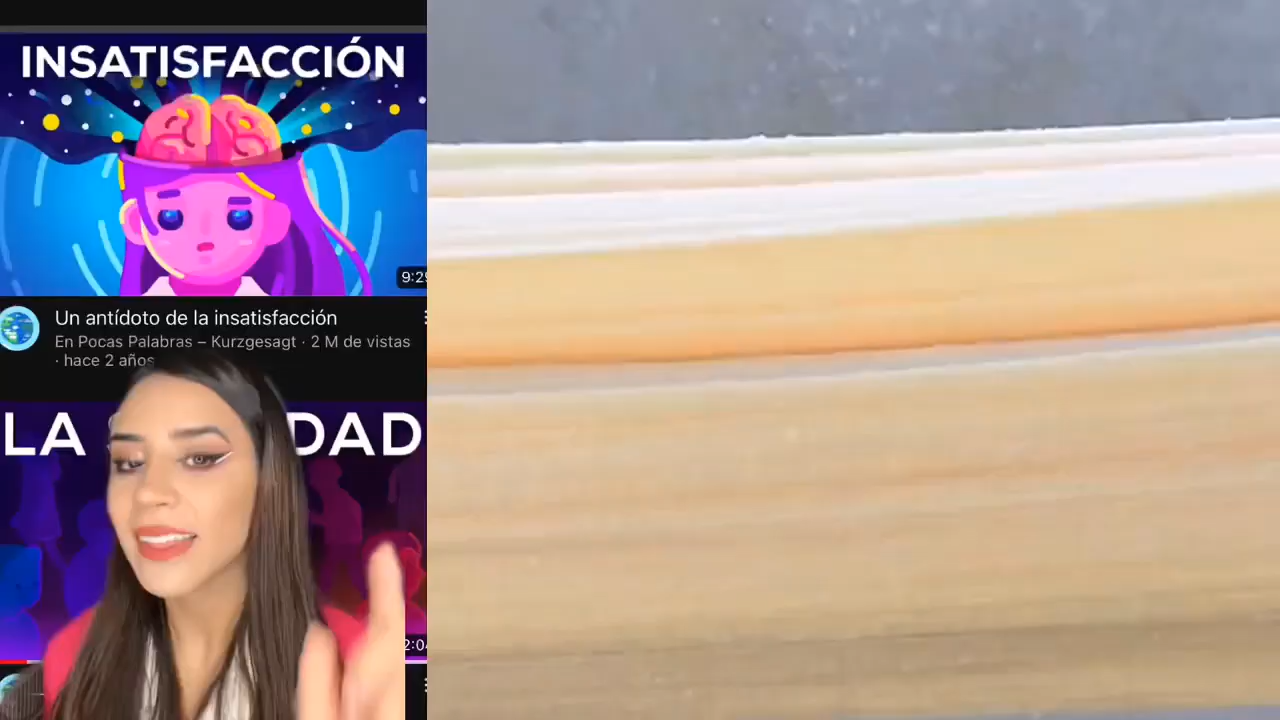 INSATISFACCIÓN
9:29
Un antídoto de la insatisfacción
En Pocas Palabras – Kurzgesagt · 2 M de vistas
· hace 2 años
LA DAD
2:04